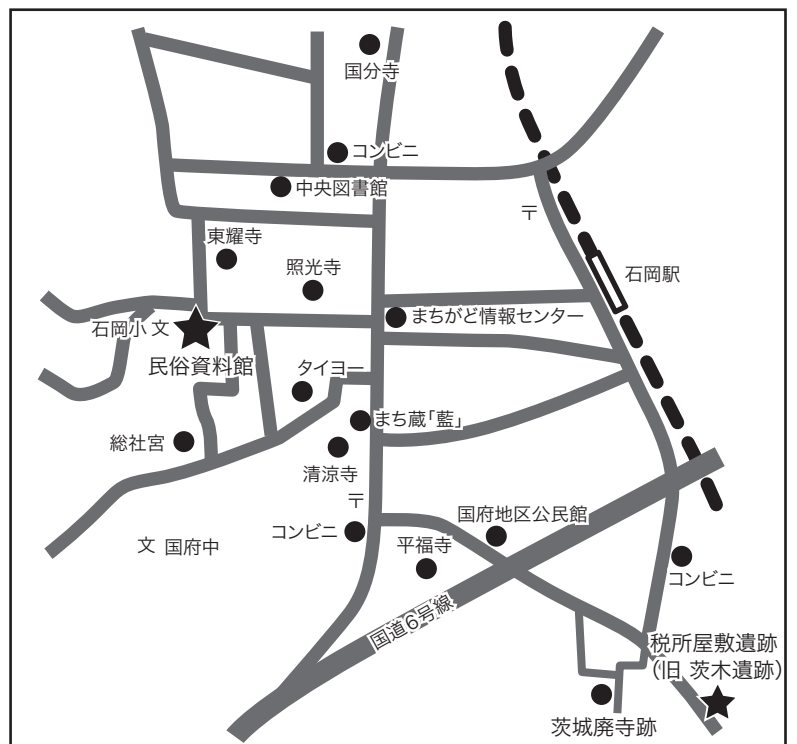 国分寺
コンビニ
中央図書館
〒
東耀寺
照光寺
石岡駅
まちがど情報センター
石岡小 文
民俗資料館
タイヨー
まち蔵「藍」
総社宮
清涼寺
〒
コンビニ
国府地区公民館
文 国府中
平福寺
コンビニ
国道6号線
税所屋敷遺跡
(旧 茨木遺跡)
茨城廃寺跡